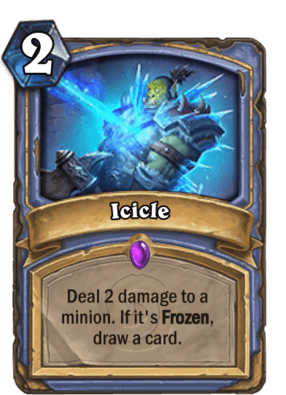 2
Icicle
Deal 2 damage to a
minion. If it's Frozen,
draw a card.